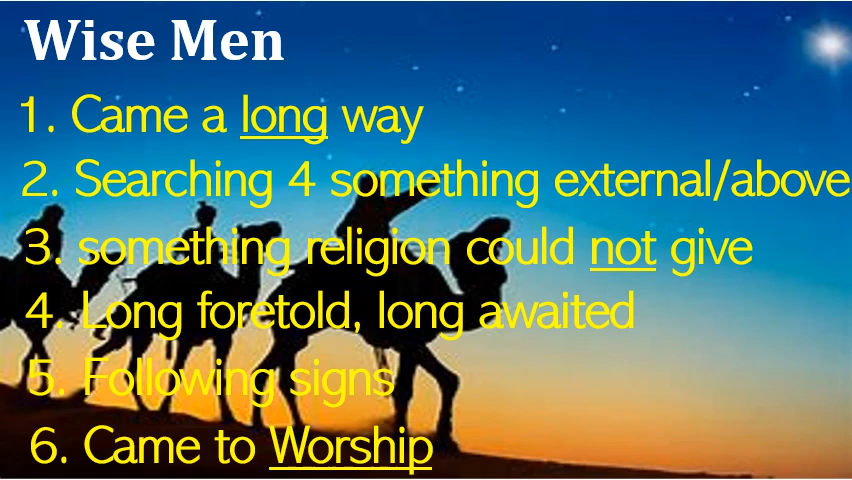 Wise Men
1. Came a long way
2. Searching 4 something external/above
3. something religion could not give
4. Long foretold, long awaited
5. Following signs
6. Came to Worship